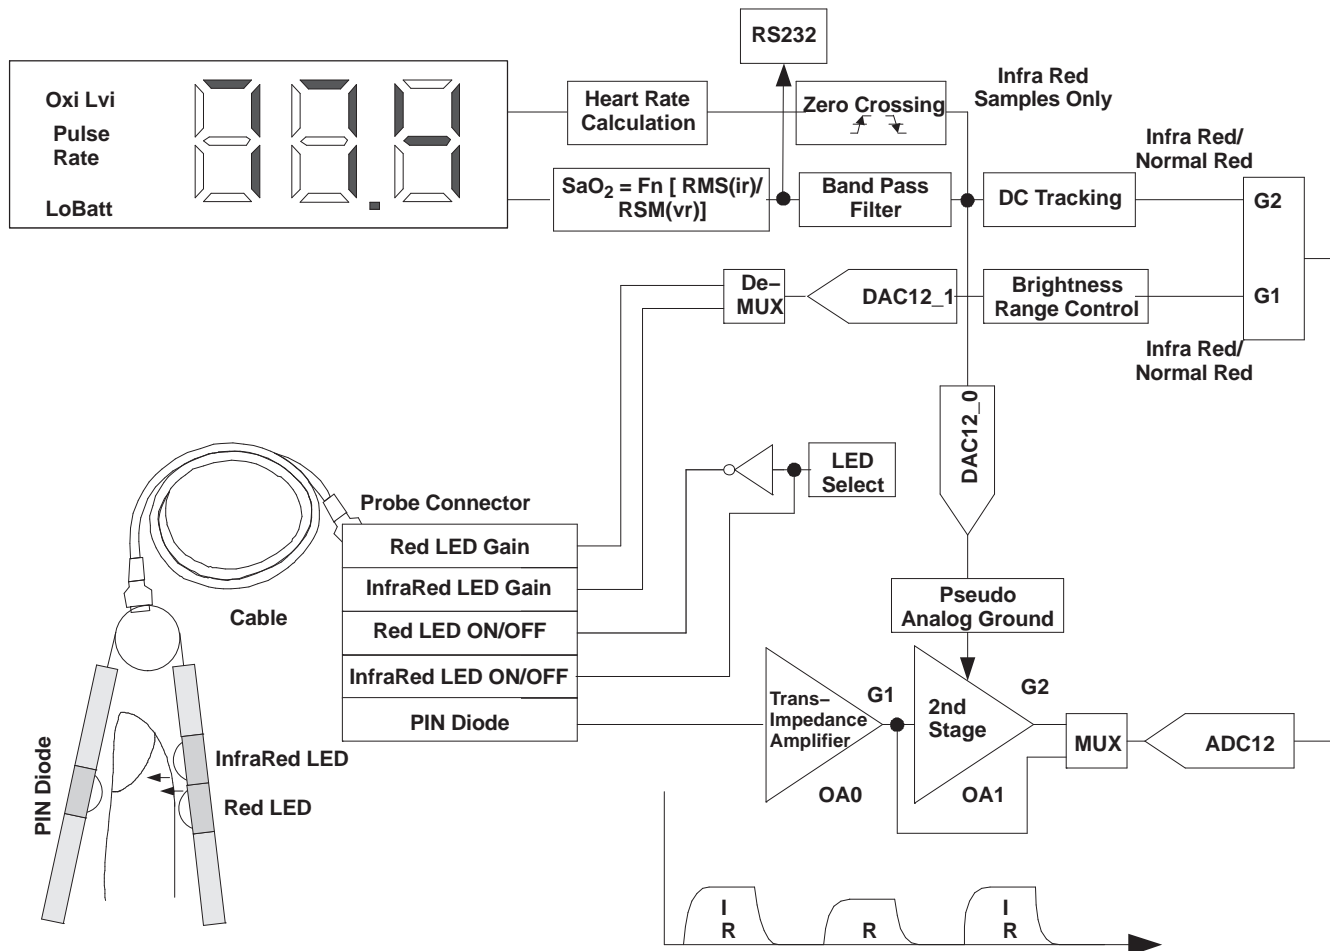 RS232
Oxi Lvi
Pulse
Rate
LoBatt
77.4
Heart Rate
Calculation
Zero Crossing
Infra Red
Samples Only
Infra Red/
Normal Red
SaO2 = Fn [ RMS(ir)/
RSM(vr)]
Band Pass
Filter
DC Tracking
G2
G1
De–
MUX
DAC12_1
Brightness
Range Control
Infra Red/
Normal Red
DAC12_0
LED
Select
Probe Connector
Red LED Gain
InfraRed LED Gain
Red LED ON/OFF
InfraRed LED ON/OFF
PIN Diode
Cable
Pseudo
Analog Ground
Trans–
Impedance
Amplifier
G1
OA0
2nd
Stage
G2
OA1
MUX
ADC12
PIN Diode
InfraRed LED
Red LED
I
R
R
I
R